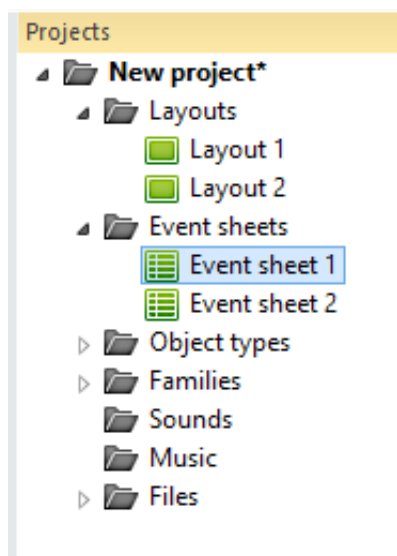 Projects
New project*
Layouts
Layout 1
Layout 2
Event sheets
Event sheet 1
Event sheet 2
Object types
Families
Sounds
Music
Files